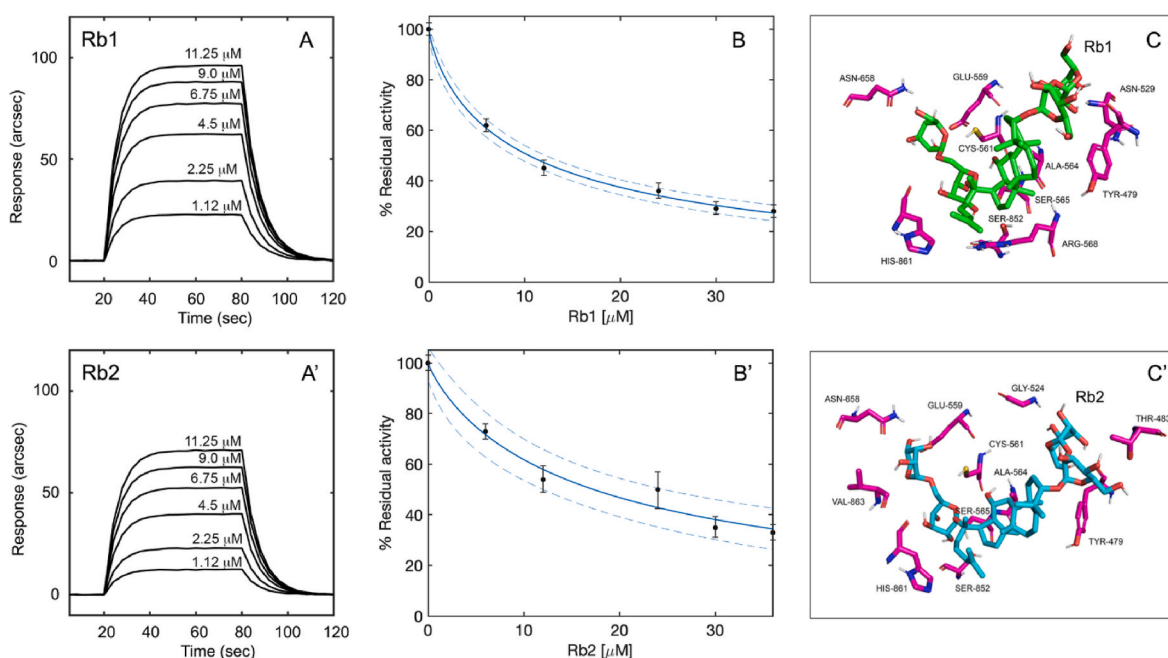 Rb1
A
100
50
0
Response (arcsec)
11.25 µM
9.0 µM
6.75 µM
4.5 µM
2.25 µM
1.12 µM
20 40 60 80 100 120
Time (sec)
B
100
80
60
40
20
0
% Residual activity
0 10 20 30
Rb1 [µM]
C
Rb1
ASN-658
GLU-559
ASN-529
CYS-561
ALA-564
TYR-479
SER-565
SER-852
ARG-568
HIS-861
Rb2
A'
100
50
0
Response (arcsec)
11.25 µM
9.0 µM
6.75 µM
4.5 µM
2.25 µM
1.12 µM
20 40 60 80 100 120
Time (sec)
B'
100
80
60
40
20
0
% Residual activity
0 10 20 30
Rb2 [µM]
C'
GLY-524
Rb2
ASN-658
GLU-559
THR-483
CYS-561
ALA-564
VAL-863
SER-565
TYR-479
HIS-861
SER-852